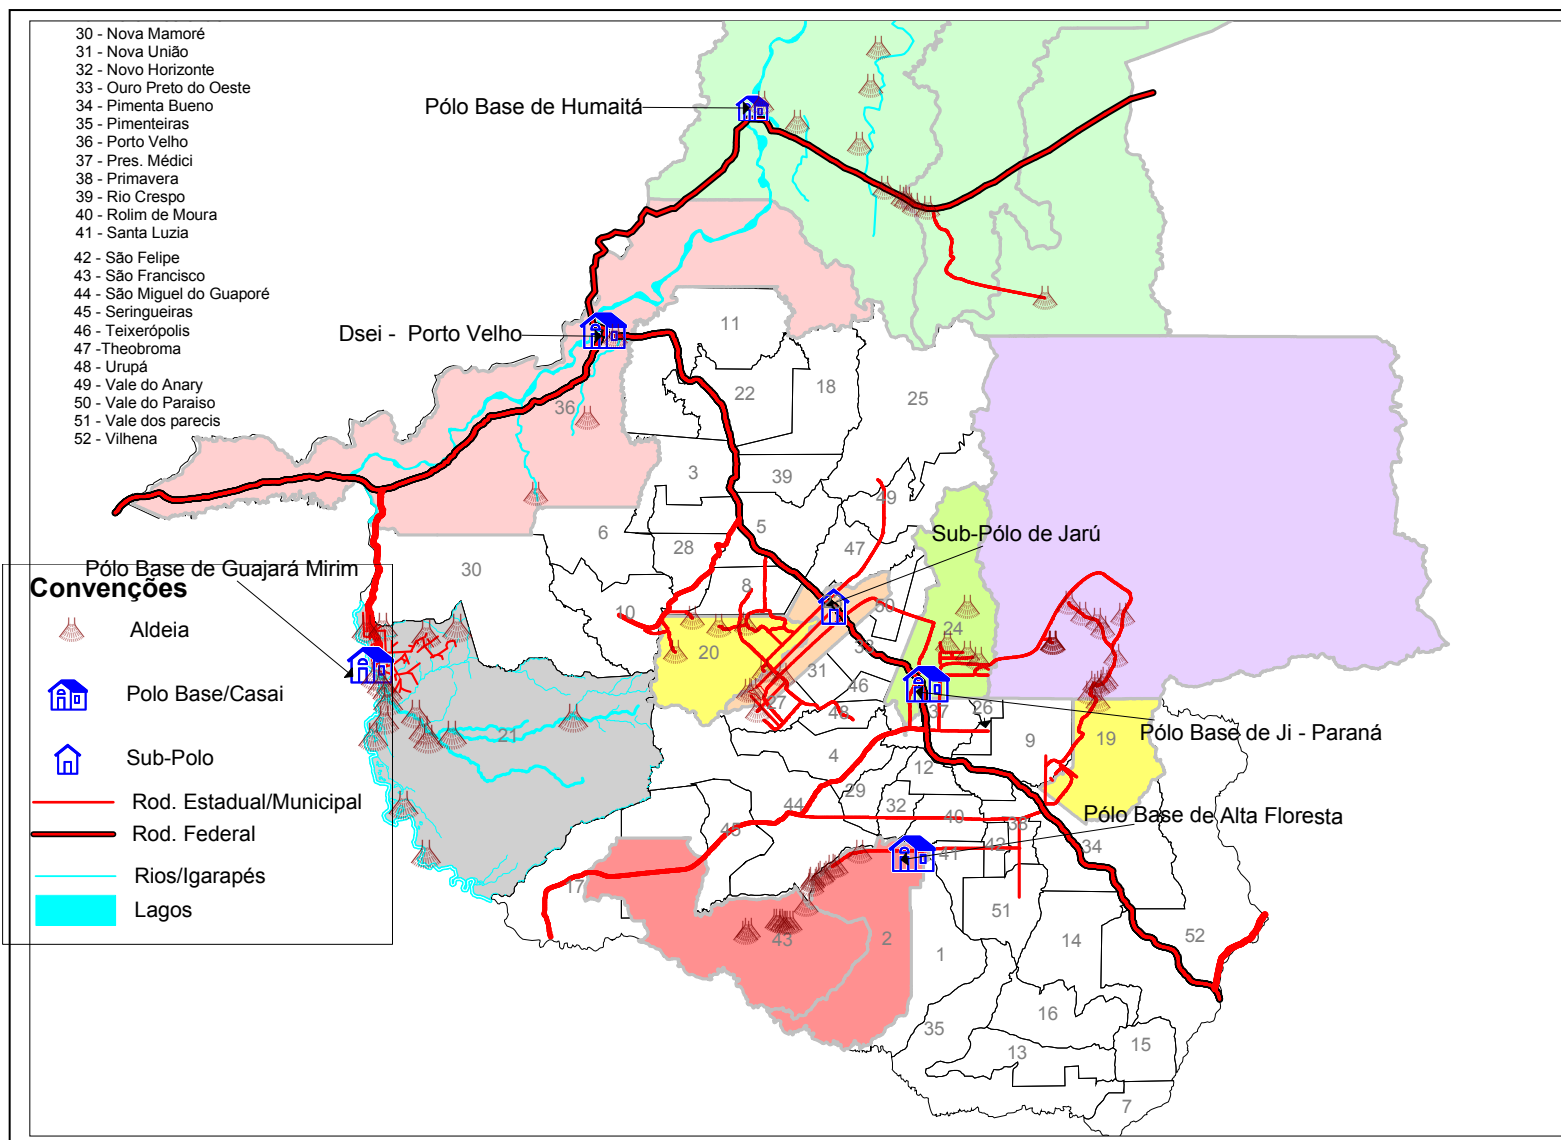 30 - Nova Mamoré
31 - Nova União
32 - Novo Horizonte
33 - Ouro Preto do Oeste
34 - Pimenta Bueno
35 - Pimenteiras
36 - Porto Velho
37 - Pres. Médici
38 - Primavera
39 - Rio Crespo
40 - Rolim de Moura
41 - Santa Luzia
42 - São Felipe
43 - São Francisco
44 - São Miguel do Guaporé
45 - Seringueiras
46 - Teixerópolis
47 -Theobroma
48 - Urupá
49 - Vale do Anary
50 - Vale do Paraiso
51 - Vale dos parecis
52 - Vilhena
Pólo Base de Humaitá
Dsei - Porto Velho
11
22
18
25
36
3
39
49
Sub-Pólo de Jarú
5
6
28
47
30
Pólo Base de Guajará Mirim
8
10
50
24
20
33
31
46
27
48
37
26
21
4
9
19
Pólo Base de Ji - Paraná
12
29
44
32
40
38
Pólo Base de Alta Floresta
45
41
42
34
17
51
43
2
1
14
52
35
16
13
15
7
Convenções
Aldeia
Polo Base/Casai
Sub-Polo
Rod. Estadual/Municipal
Rod. Federal
Rios/Igarapés
Lagos